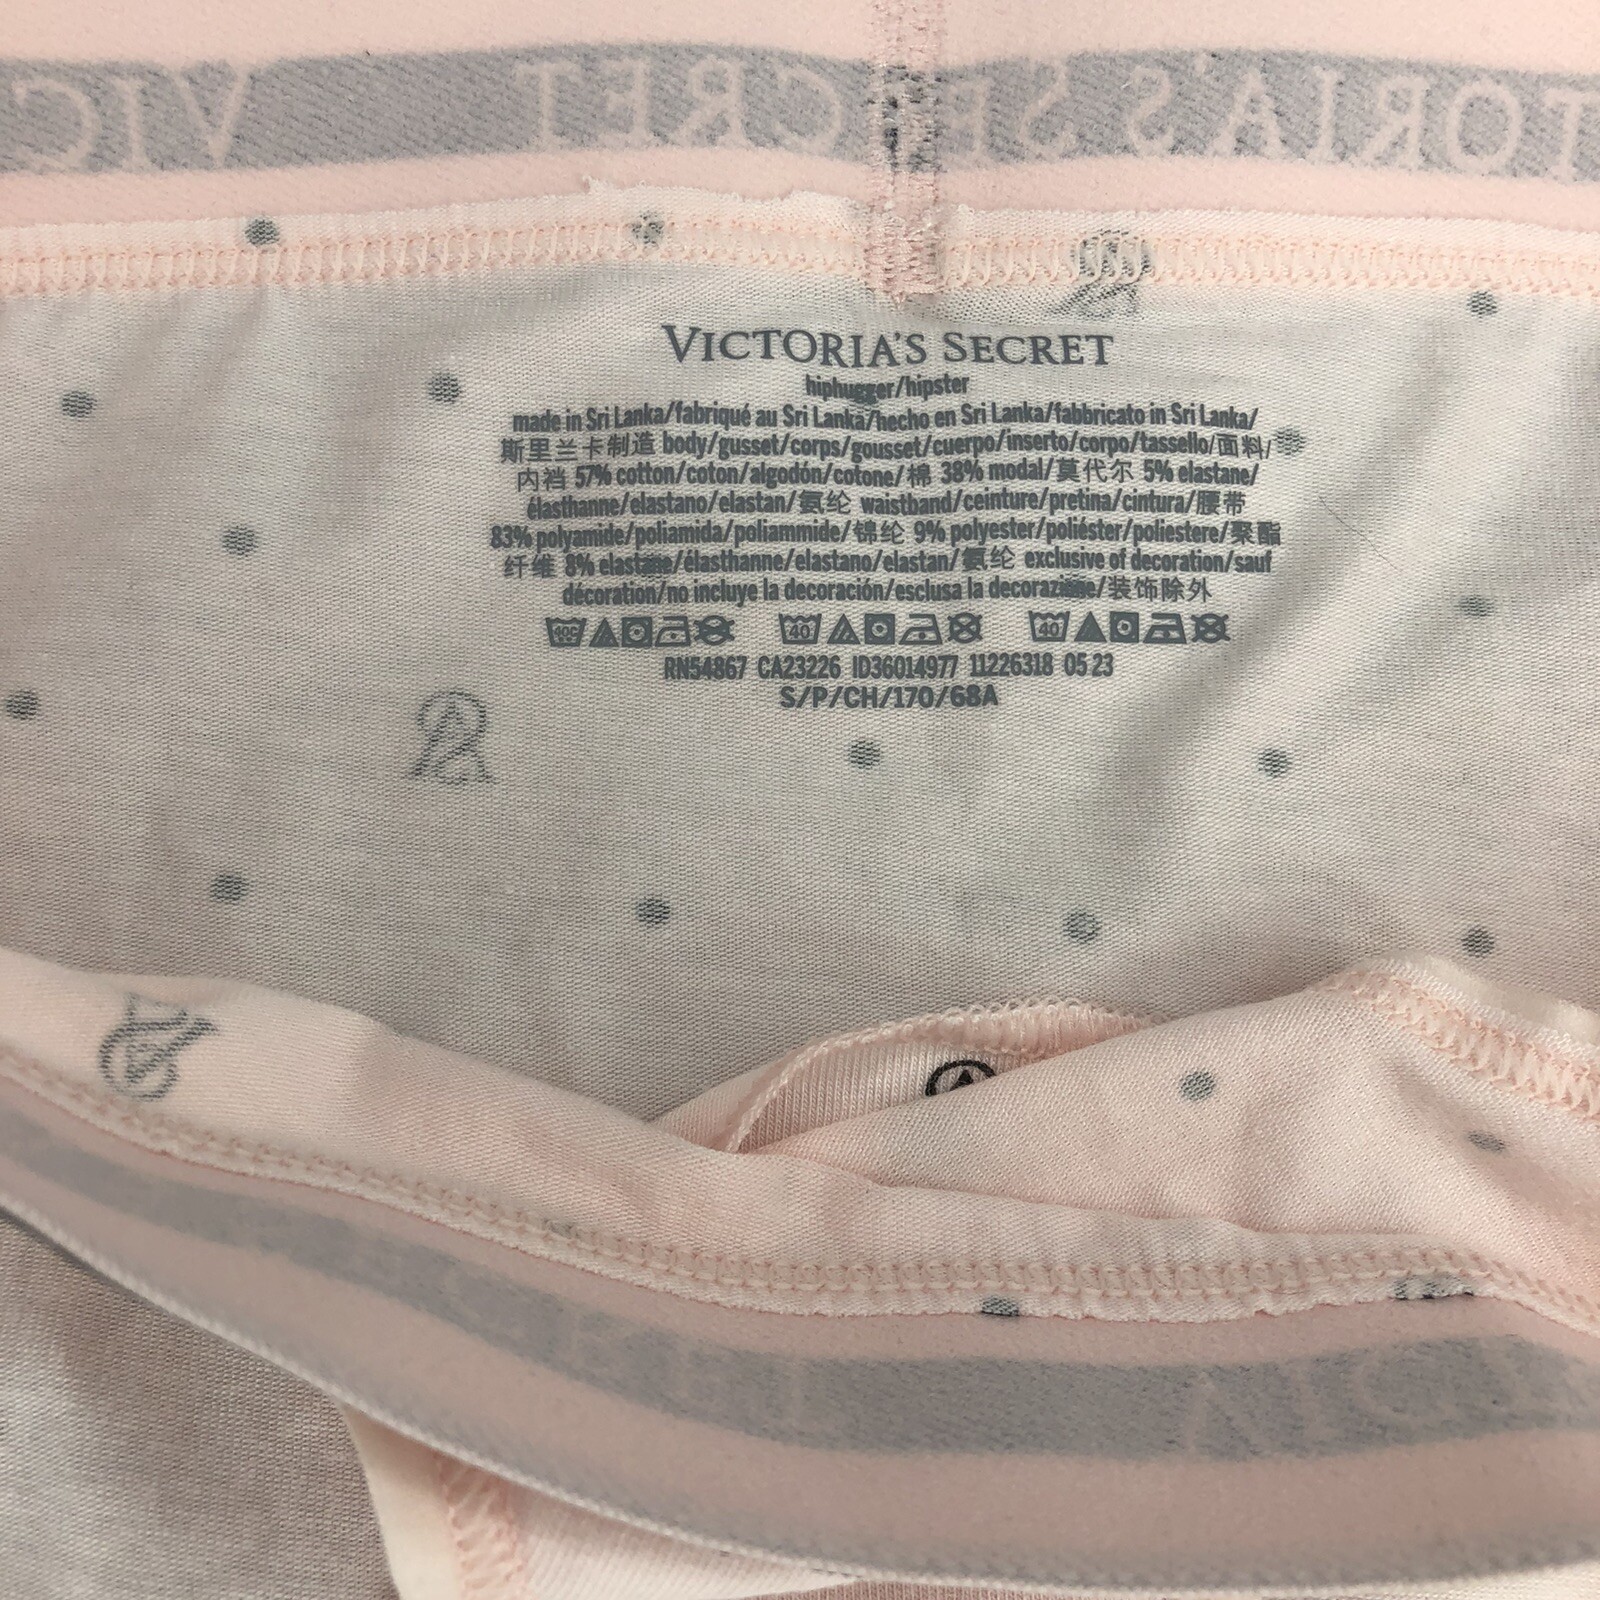 VICTORIA'S SECRET
VICTORIA'S SECRET
hiphugger/hipster
made in Sri Lanka/fabriqué au Sri Lanka/hecho en Sri Lanka/fabbricato in Sri Lanka/
斯里兰卡制造 body/gusset/corps/gousset/cuerpo/inserto/corpo/tassello/面料/
内裆 57% cotton/coton/algodón/cotone/棉 38% modal/莫代尔 5% elastane/
élasthanne/elastano/elastan/氨纶 waistband/ceinture/pretina/cintura/腰带
83% polyamide/poliamida/poliammide/锦纶 9% polyester/poliéster/poliestere/聚酯
纤维 8% elastane/élasthanne/elastano/elastan/氨纶 exclusive of decoration/sauf
décoration/no incluye la decoración/esclusa la decorazione/装饰除外
40 40
RN54867 CA23226 ID36014977 11226318 05 23
S/P/CH/170/68A